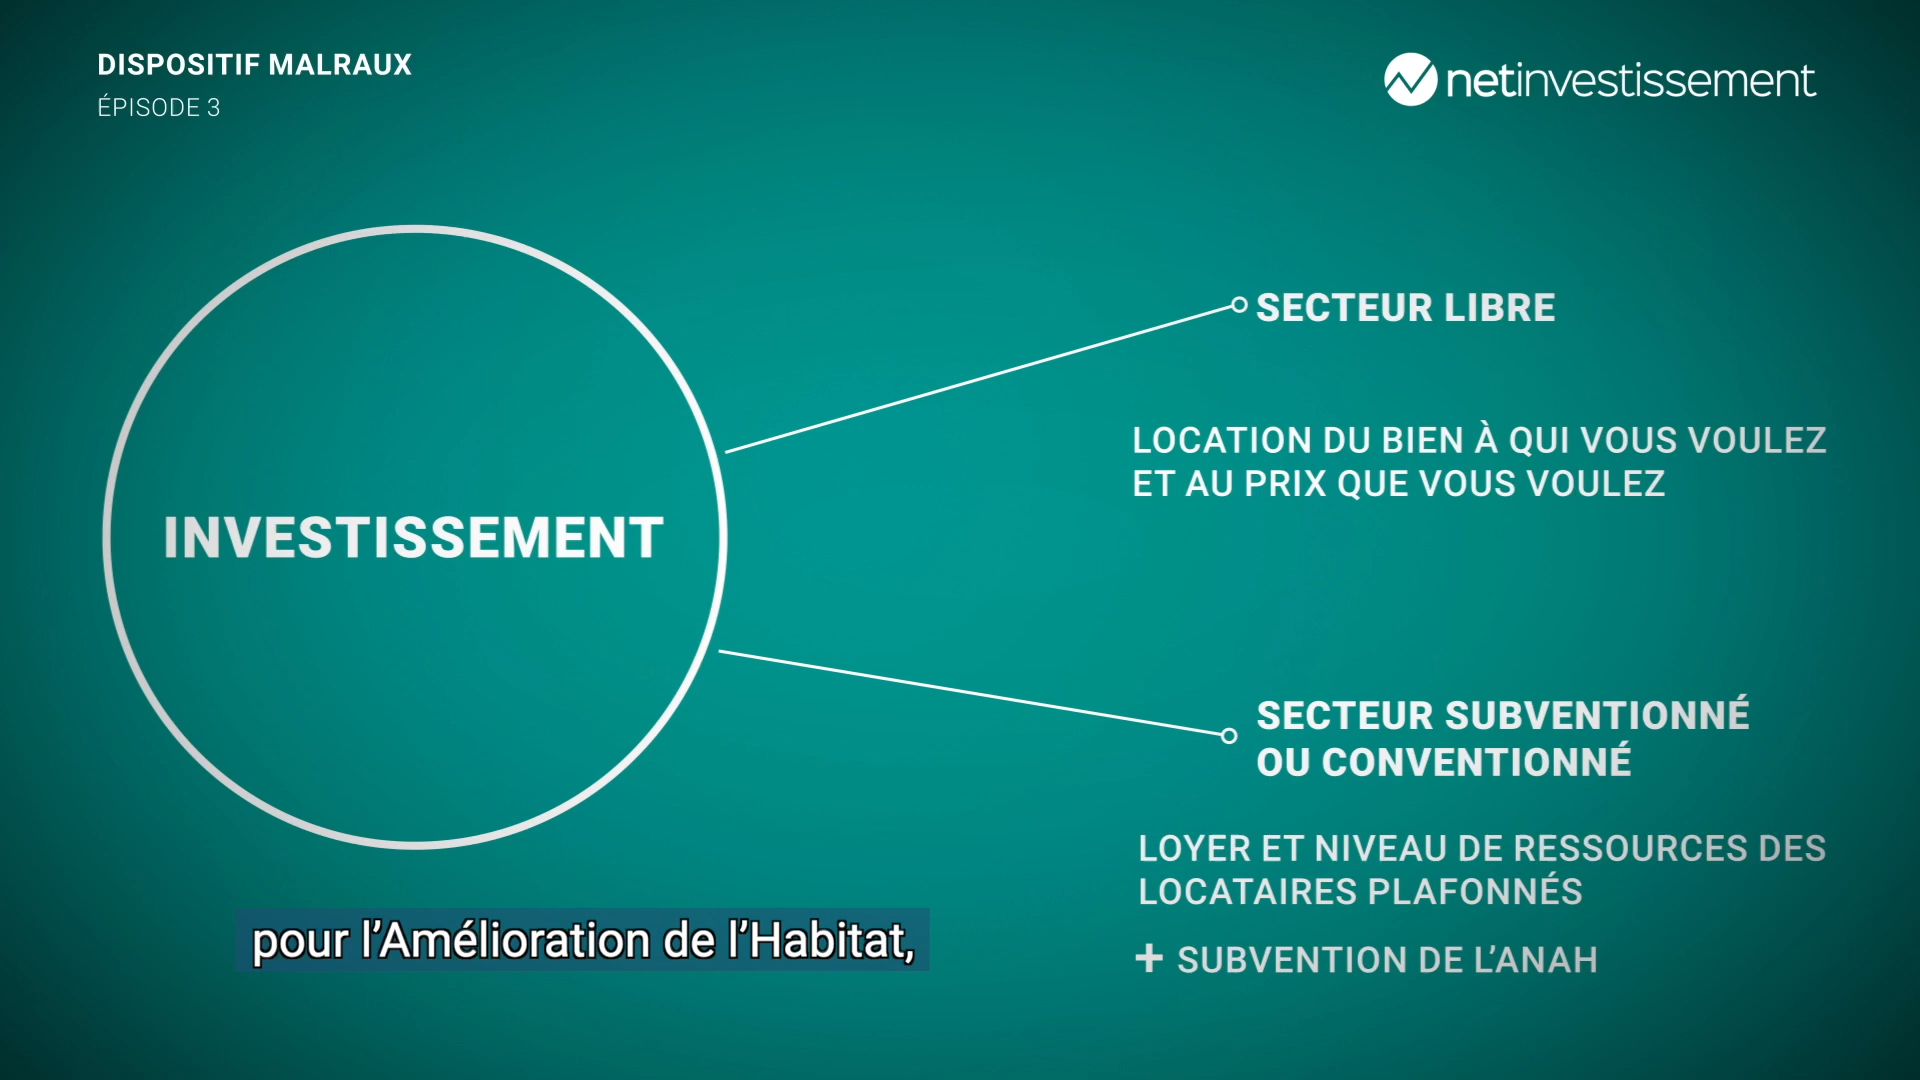 DISPOSITIF MALRAUX
ÉPISODE 3
netinvestissement
INVESTISSEMENT
SECTEUR LIBRE
LOCATION DU BIEN À QUI VOUS VOULEZ
ET AU PRIX QUE VOUS VOULEZ
SECTEUR SUBVENTIONNÉ
OU CONVENTIONNÉ
LOYER ET NIVEAU DE RESSOURCES DES
LOCATAIRES PLAFONNÉS
+ SUBVENTION DE L’ANAH
pour l’Amélioration de l’Habitat,